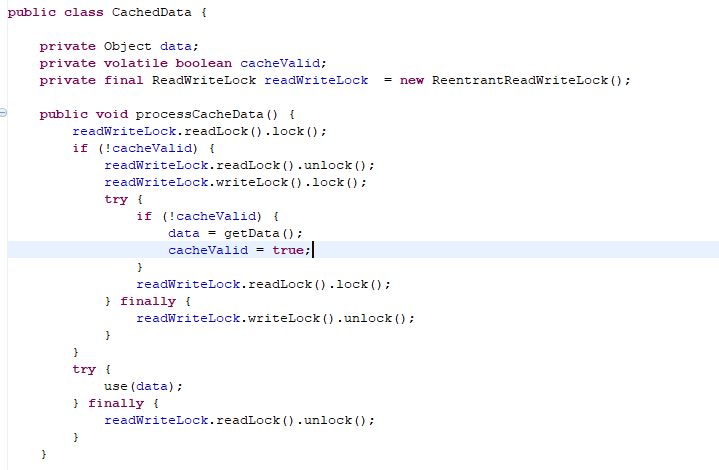 public class CachedData {
    private Object data;
    private volatile boolean cacheValid;
    private final ReadWriteLock readWriteLock  = new ReentrantReadWriteLock();
    public void processCacheData() {
        readWriteLock.readLock().lock();
        if (!cacheValid) {
            readWriteLock.readLock().unlock();
            readWriteLock.writeLock().lock();
            try {
                if (!cacheValid) {
                    data = getData();
                    cacheValid = true;
                }
                readWriteLock.readLock().lock();
            } finally {
                readWriteLock.writeLock().unlock();
            }
        }
        try {
            use(data);
        } finally {
            readWriteLock.readLock().unlock();
        }
    }